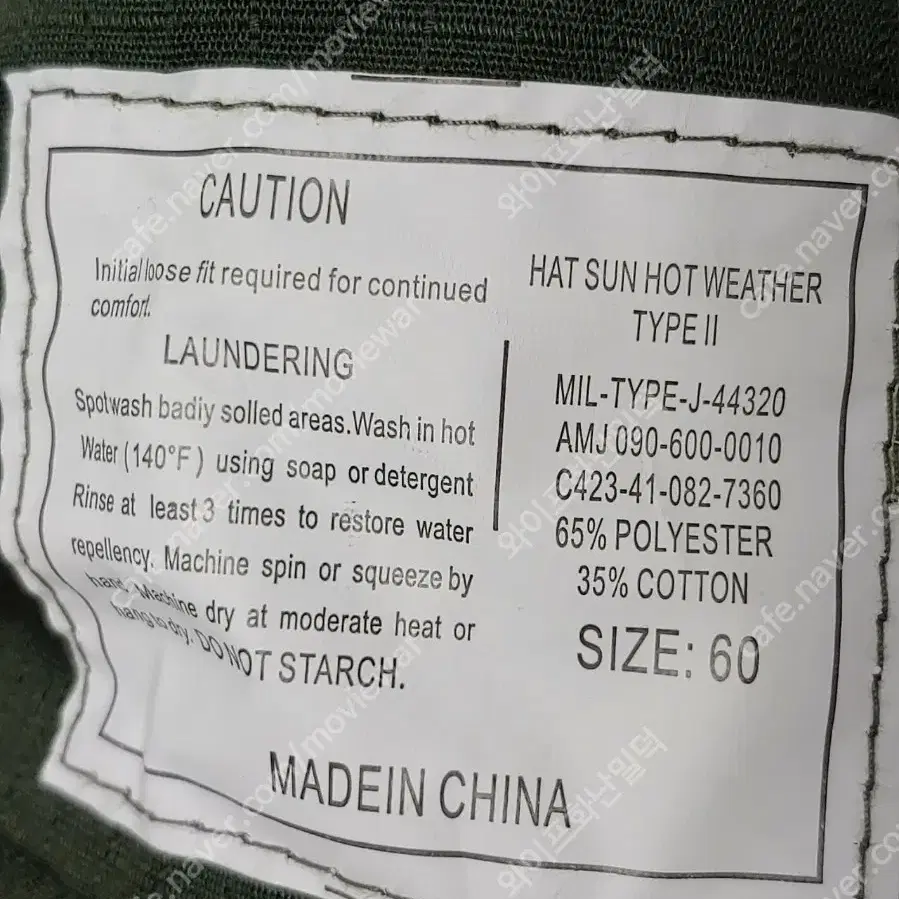 CAUTION
Initial loose fit required for continued
comfort.
LAUNDERING
Spotwash badiy solled areas.Wash in hot
Water (140°F) using soap or detergent
Rinse at least 3 times to restore water
repellency. Machine spin or squeeze by
hand. Machine dry at moderate heat or
hang to dry. DO NOT STARCH.
HAT SUN HOT WEATHER
TYPE II
MIL-TYPE-J-44320
AMJ 090-600-0010
C423-41-082-7360
65% POLYESTER
35% COTTON
SIZE: 60
MADEIN CHINA